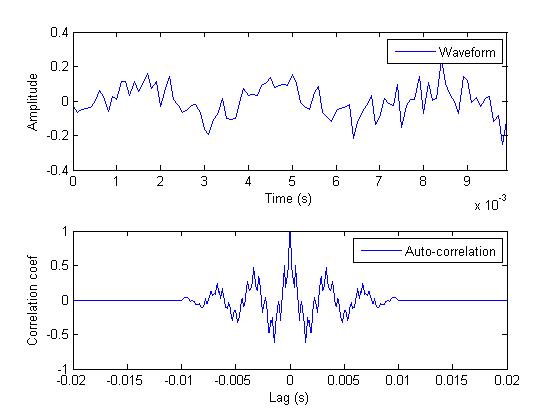 0.4
0.2
0
-0.2
-0.4
Amplitude
Waveform
0 1 2 3 4 5 6 7 8 9
Time (s)
x 10-3
1
0.5
0
-0.5
-1
Correlation coef
Auto-correlation
-0.02 -0.015 -0.01 -0.005 0 0.005 0.01 0.015 0.02
Lag (s)